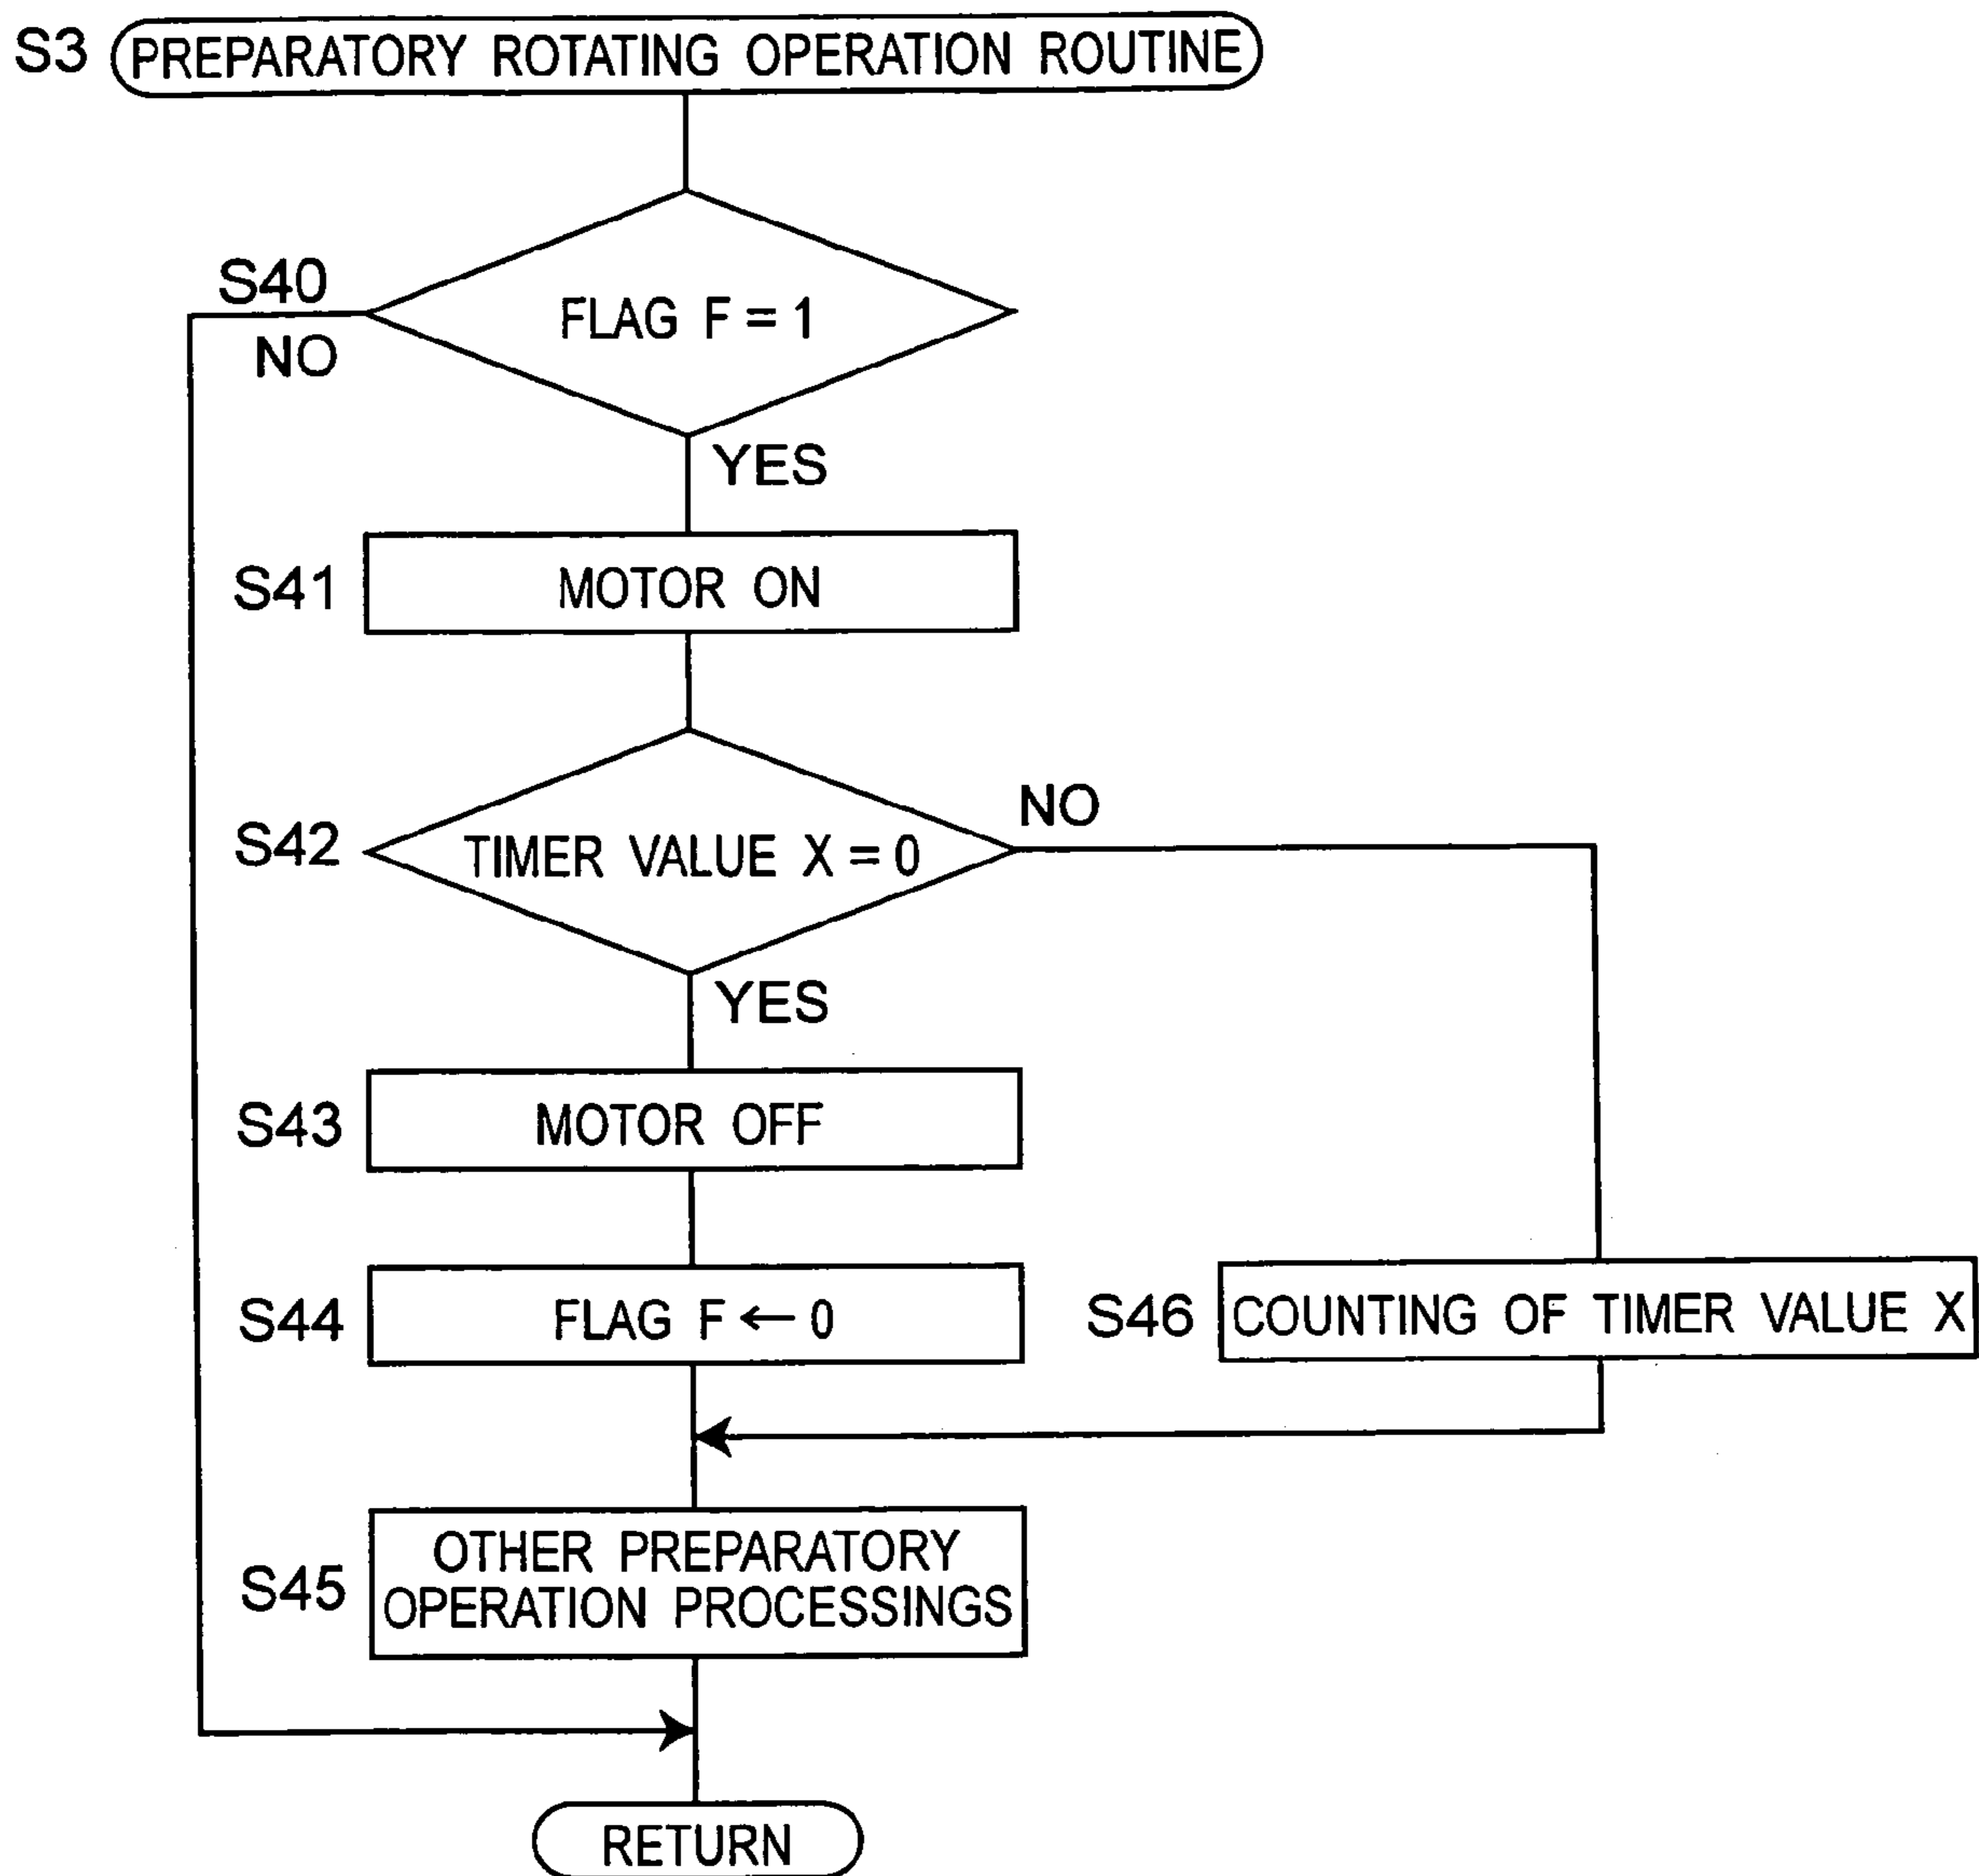 S3 PREPARATORY ROTATING OPERATION ROUTINE
S40
FLAG F = 1
NO
YES
S41 MOTOR ON
NO
S42 TIMER VALUE X = 0
YES
S43 MOTOR OFF
S44 FLAG F ← 0
S46 COUNTING OF TIMER VALUE X
OTHER PREPARATORY
S45
OPERATION PROCESSINGS
RETURN